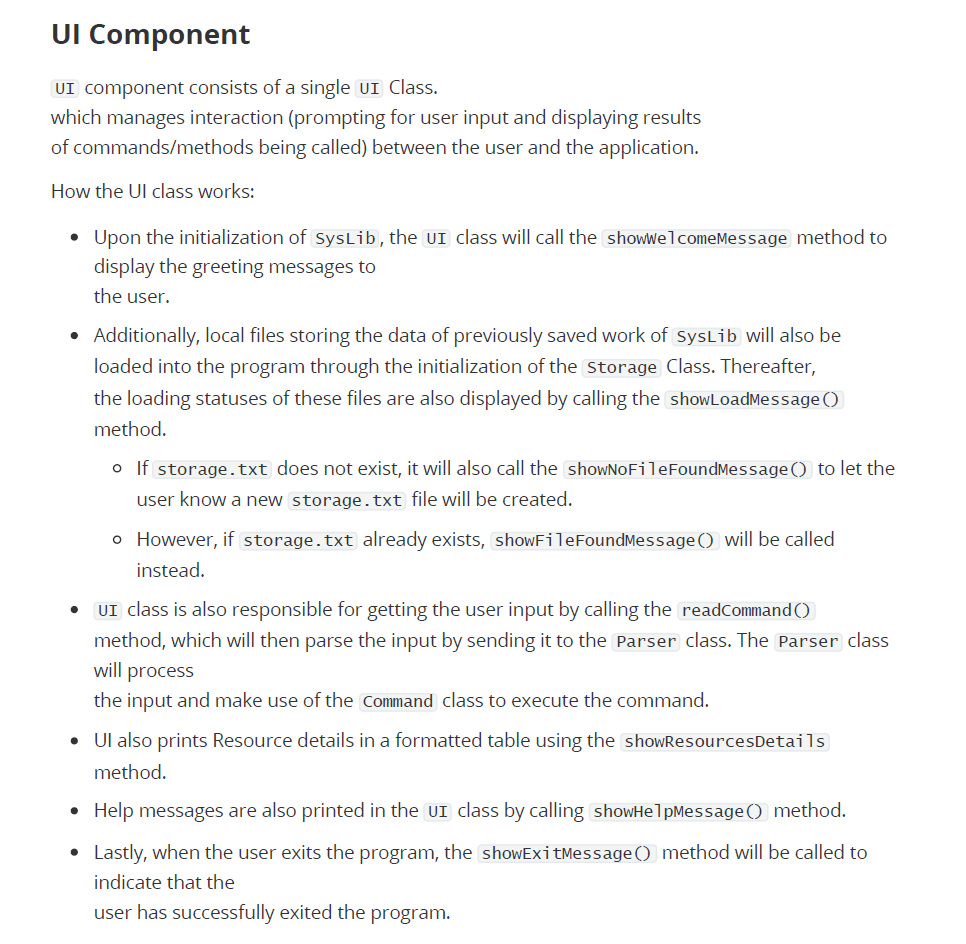 UI Component
UI component consists of a single UI Class.
which manages interaction (prompting for user input and displaying results
of commands/methods being called) between the user and the application.
How the UI class works:
• Upon the initialization of SysLib, the UI class will call the showWelcomeMessage method to
display the greeting messages to
the user.
• Additionally, local files storing the data of previously saved work of SysLib will also be
loaded into the program through the initialization of the Storage Class. Thereafter,
the loading statuses of these files are also displayed by calling the showLoadMessage()
method.
◦ If storage.txt does not exist, it will also call the showNoFileFoundMessage() to let the
user know a new storage.txt file will be created.
◦ However, if storage.txt already exists, showFileFoundMessage() will be called
instead.
• UI class is also responsible for getting the user input by calling the readCommand()
method, which will then parse the input by sending it to the Parser class. The Parser class
will process
the input and make use of the Command class to execute the command.
• UI also prints Resource details in a formatted table using the showResourcesDetails
method.
• Help messages are also printed in the UI class by calling showHelpMessage() method.
• Lastly, when the user exits the program, the showExitMessage() method will be called to
indicate that the
user has successfully exited the program.